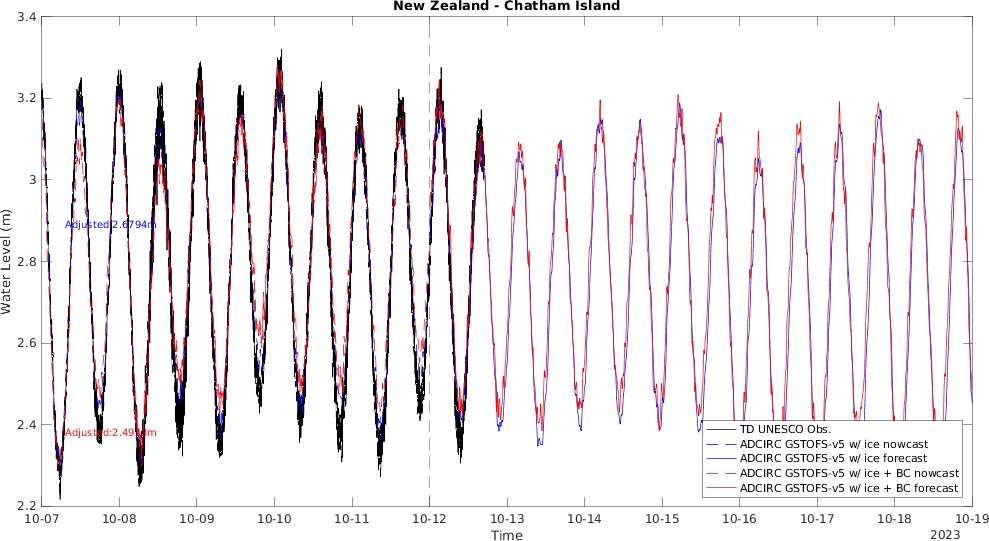 New Zealand - Chatham Island
3.4
3.2
3
2.8
2.6
2.4
2.2
Water Level (m)
Adjusted:2.6794m
TD UNESCO Obs.
ADCIRC GSTOFS-v5 w/ ice nowcast
ADCIRC GSTOFS-v5 w/ ice forecast
ADCIRC GSTOFS-v5 w/ ice + BC nowcast
ADCIRC GSTOFS-v5 w/ ice + BC forecast
10-07 10-08 10-09 10-10 10-11 10-12 10-13 10-14 10-15 10-16 10-17 10-18 10-19
Time
2023